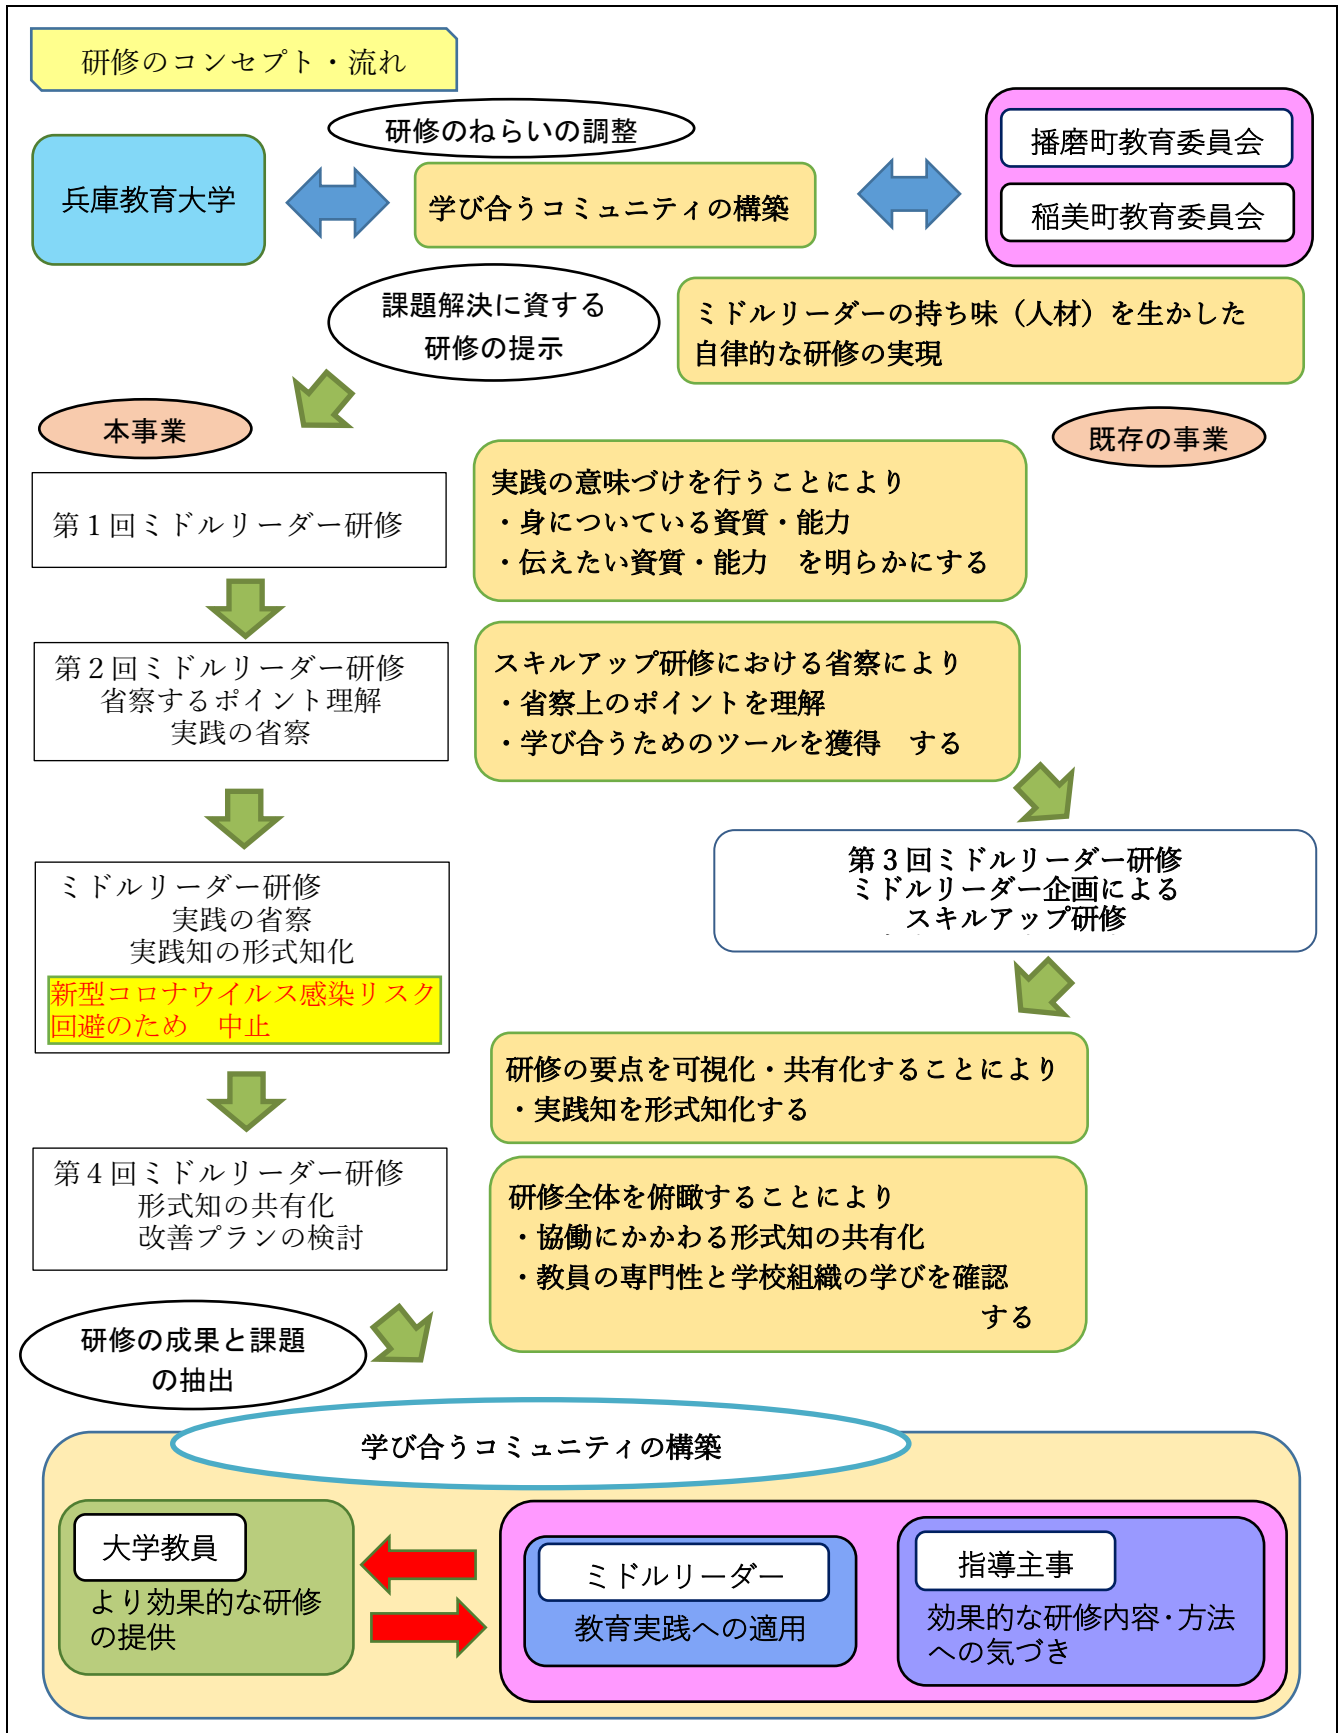 研修のコンセプト・流れ
研修のねらいの調整
兵庫教育大学
学び合うコミュニティの構築
播磨町教育委員会
稲美町教育委員会
課題解決に資する
研修の提示
ミドルリーダーの持ち味（人材）を生かした
自律的な研修の実現
本事業
既存の事業
第１回ミドルリーダー研修
実践の意味づけを行うことにより
・身についている資質・能力
・伝えたい資質・能力　を明らかにする
第２回ミドルリーダー研修
省察するポイント理解
実践の省察
スキルアップ研修における省察により
・省察上のポイントを理解
・学び合うためのツールを獲得　する
第３回ミドルリーダー研修
ミドルリーダー企画による
スキルアップ研修
ミドルリーダー研修
実践の省察
実践知の形式知化
新型コロナウイルス感染リスク
回避のため　中止
研修の要点を可視化・共有化することにより
・実践知を形式知化する
第４回ミドルリーダー研修
形式知の共有化
改善プランの検討
研修全体を俯瞰することにより
・協働にかかわる形式知の共有化
・教員の専門性と学校組織の学びを確認
する
研修の成果と課題
の抽出
学び合うコミュニティの構築
大学教員
より効果的な研修
の提供
ミドルリーダー
教育実践への適用
指導主事
効果的な研修内容・方法
への気づき